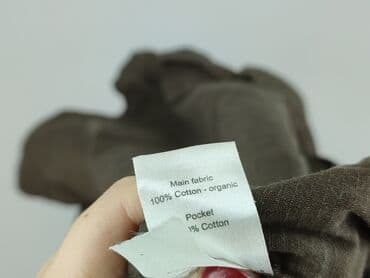 Main fabric
100% Cotton - organic
Pocket
% Cotton